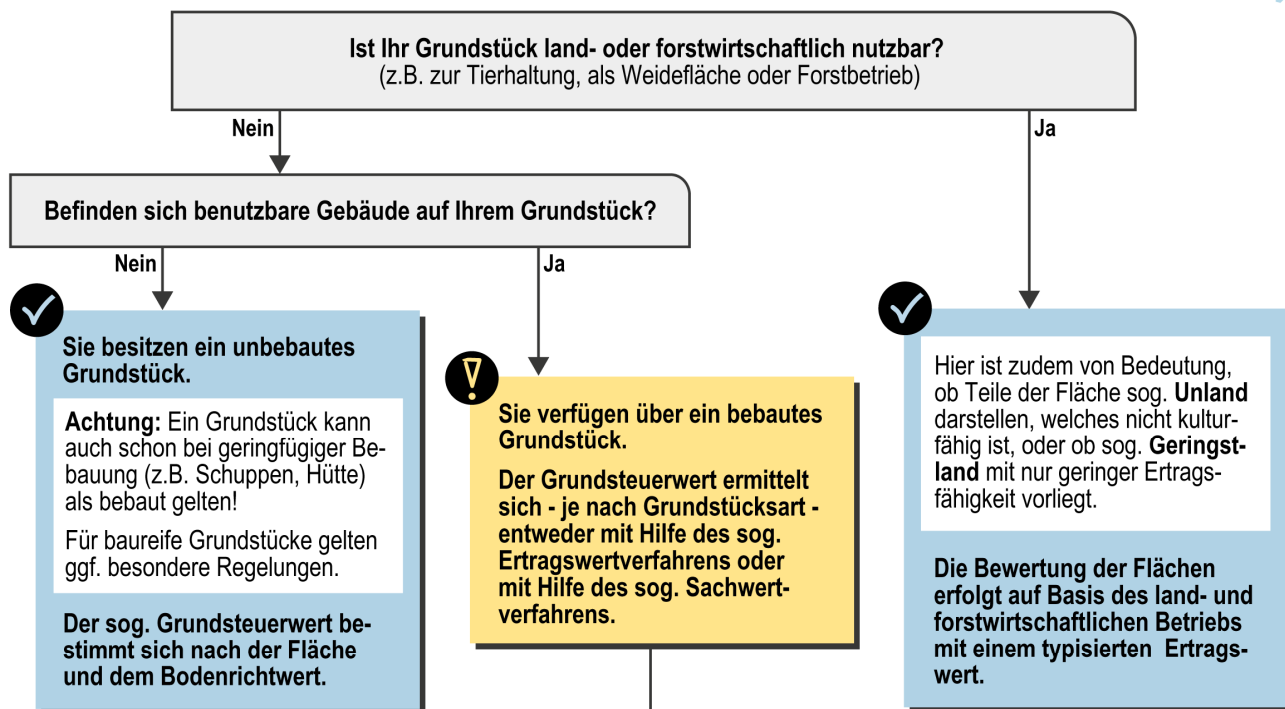 Ist Ihr Grundstück land- oder forstwirtschaftlich nutzbar?
(z.B. zur Tierhaltung, als Weidefläche oder Forstbetrieb)
Nein
Ja
Befinden sich benutzbare Gebäude auf Ihrem Grundstück?
Nein
Ja
Sie besitzen ein unbebautes
Grundstück.
Achtung: Ein Grundstück kann
auch schon bei geringfügiger Be-
bauung (z.B. Schuppen, Hütte)
als bebaut gelten!
Für baureife Grundstücke gelten
ggf. besondere Regelungen.
Der sog. Grundsteuerwert be-
stimmt sich nach der Fläche
und dem Bodenrichtwert.
Sie verfügen über ein bebautes
Grundstück.
Der Grundsteuerwert ermittelt
sich - je nach Grundstücksart -
entweder mit Hilfe des sog.
Ertragswertverfahrens oder
mit Hilfe des sog. Sachwert-
verfahrens.
Hier ist zudem von Bedeutung,
ob Teile der Fläche sog. Unland
darstellen, welches nicht kultur-
fähig ist, oder ob sog. Geringst-
land mit nur geringer Ertrags-
fähigkeit vorliegt.
Die Bewertung der Flächen
erfolgt auf Basis des land- und
forstwirtschaftlichen Betriebs
mit einem typisierten Ertrags-
wert.